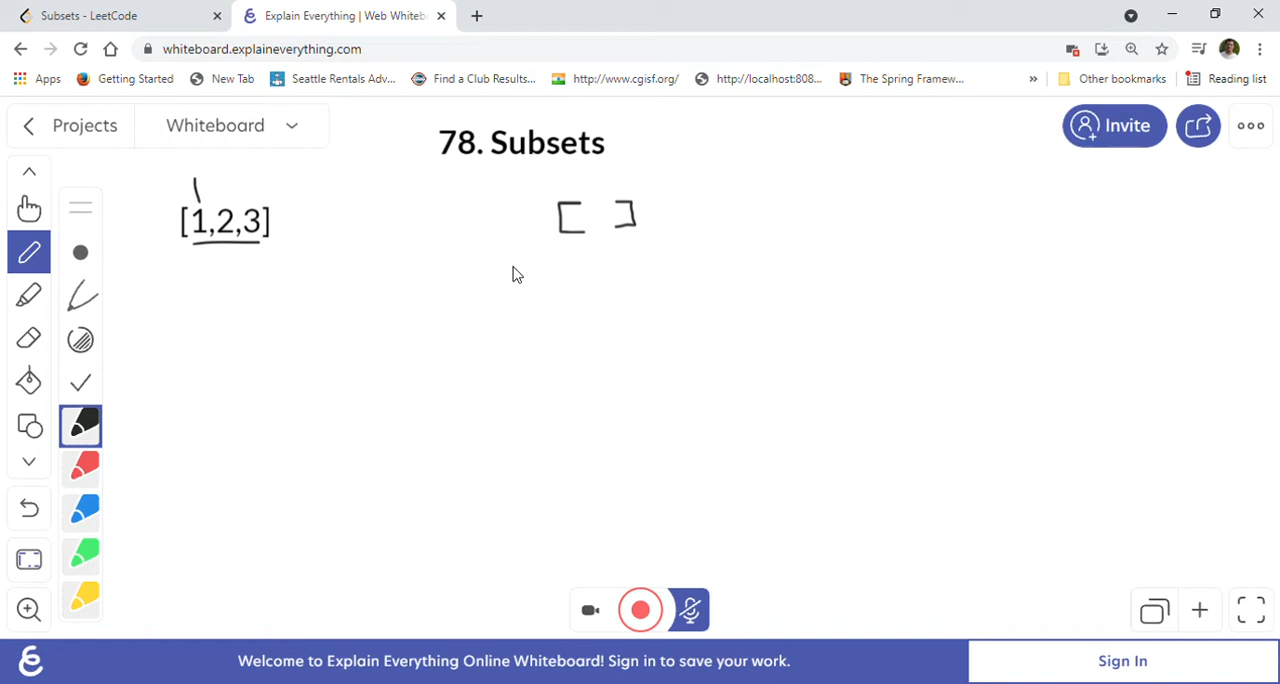 Subsets - LeetCode
Explain Everything | Web Whiteb
whiteboard.explaineverything.com
Apps Getting Started New Tab Seattle Rentals Adv... Find a Club Results... http://www.cgisf.org/ http://localhost:808... The Spring Framew... » Other bookmarks Reading list
Projects Whiteboard
78. Subsets
Invite
[1,2,3]
[ ]
Welcome to Explain Everything Online Whiteboard! Sign in to save your work.
Sign In